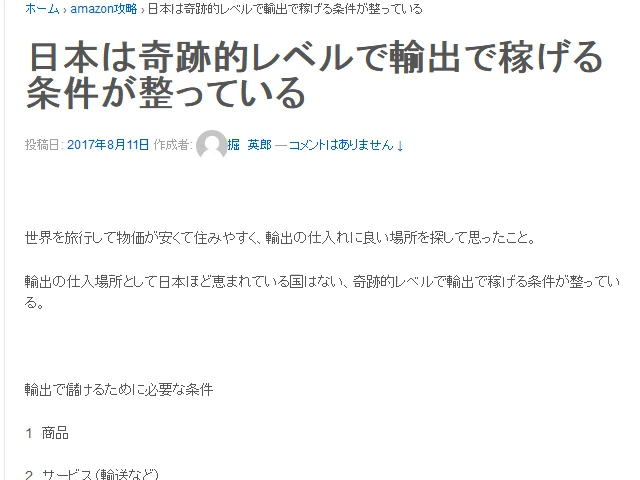 ホーム › amazon攻略 › 日本は奇跡的レベルで輸出で稼げる条件が整っている
日本は奇跡的レベルで輸出で稼げる
条件が整っている
投稿日: 2017年8月11日 作成者: 堀 英郎 — コメントはありません ↓
世界を旅行して物価が安くて住みやすく、輸出の仕入れに良い場所を探して思ったこと。
輸出の仕入場所として日本ほど恵まれている国はない、奇跡的レベルで輸出で稼げる条件が整ってい
る。
輸出で儲けるために必要な条件
1 商品
2 サービス（輸送など）